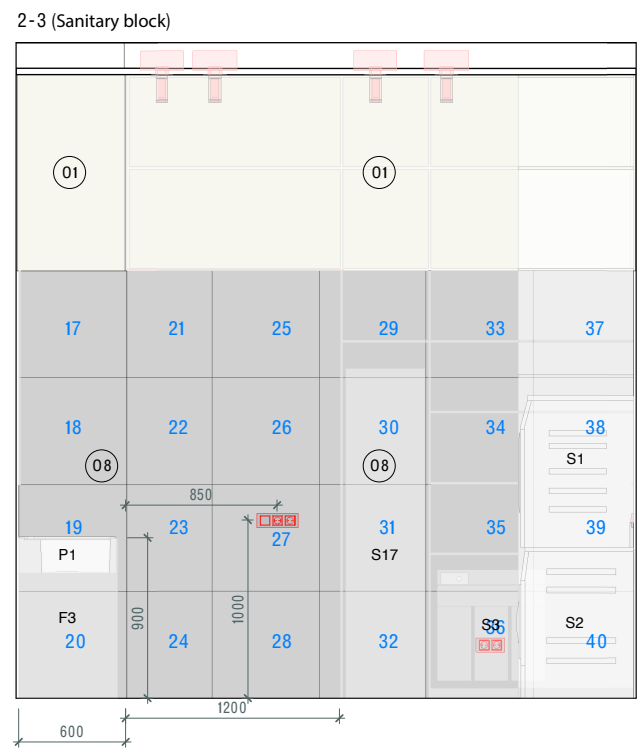 2-3 (Sanitary block)
01 01
17 21 25 29 33 37
18 22 26 30 34 38
08 08 S1
850
19 23 27 31 35 39
P1 S17
900 1000
F3 S3 S2
20 24 28 32 36 40
1200
600